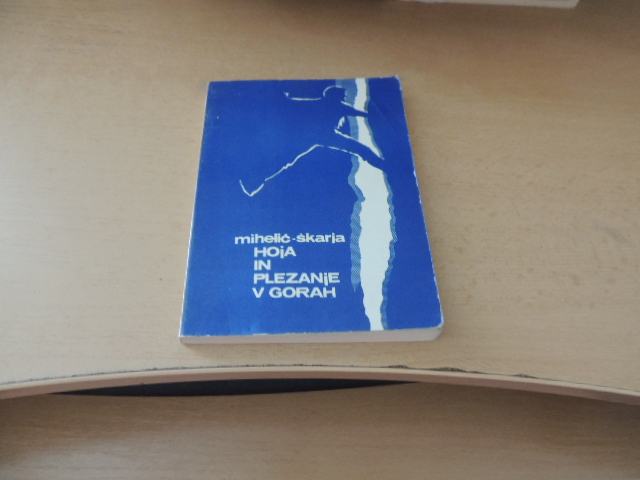 mihelič-škarja
HOjA
IN
PLEZANjE
V GORAH